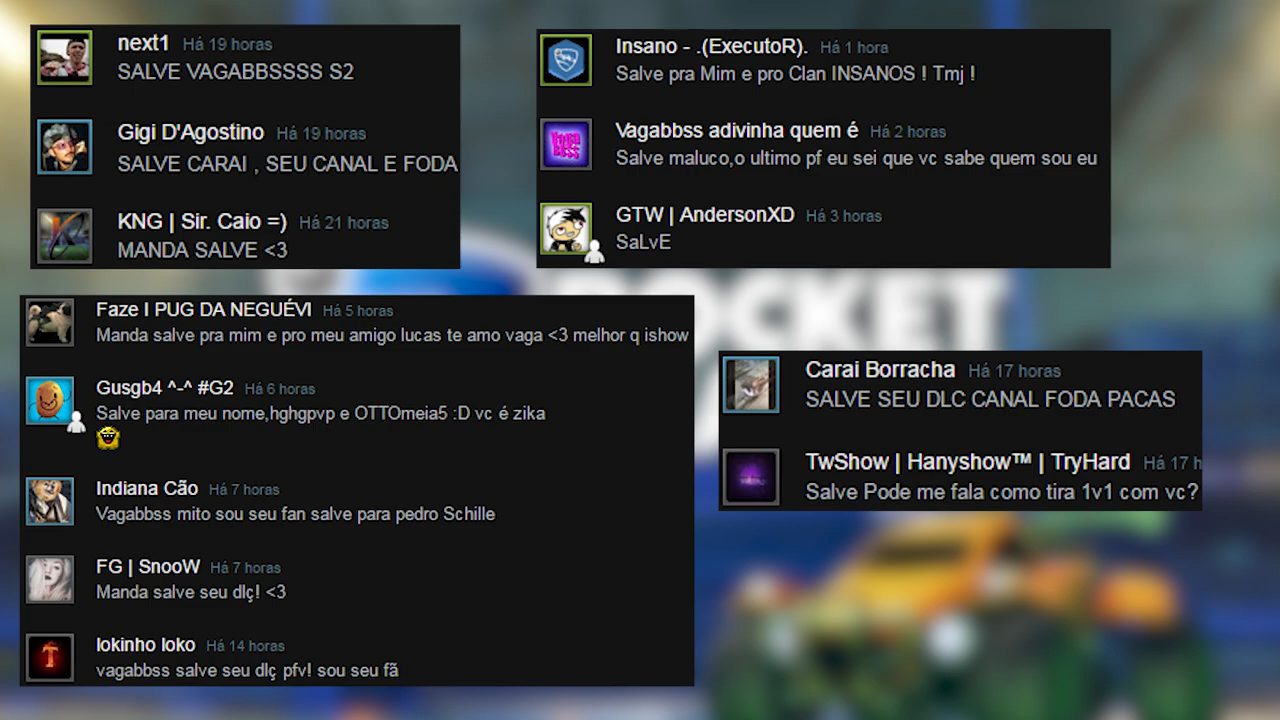 next1 Há 19 horas
SALVE VAGABBSSSS S2
Gigi D'Agostino Há 19 horas
SALVE CARAI , SEU CANAL E FODA
KNG | Sir. Caio =) Há 21 horas
MANDA SALVE <3
Insano - .(ExecutoR). Há 1 hora
Salve pra Mim e pro Clan INSANOS ! Tmj !
Vagabbss adivinha quem é Há 2 horas
Salve maluco,o ultimo pf eu sei que vc sabe quem sou eu
GTW | AndersonXD Há 3 horas
SaLvE
Faze I PUG DA NEGUÉVI Há 5 horas
Manda salve pra mim e pro meu amigo lucas te amo vaga <3 melhor q ishow
Gusgb4 ^-^ #G2 Há 6 horas
Salve para meu nome,hghgpvp e OTTOmeia5 :D vc é zika
Indiana Cão Há 7 horas
Vagabbss mito sou seu fan salve para pedro Schille
FG | SnooW Há 7 horas
Manda salve seu dlç! <3
lokinho loko Há 14 horas
vagabbss salve seu dlç pfv! sou seu fã
Carai Borracha Há 17 horas
SALVE SEU DLC CANAL FODA PACAS
TwShow | Hanyshow™ | TryHard Há 17 h
Salve Pode me fala como tira 1v1 com vc?
OCKET